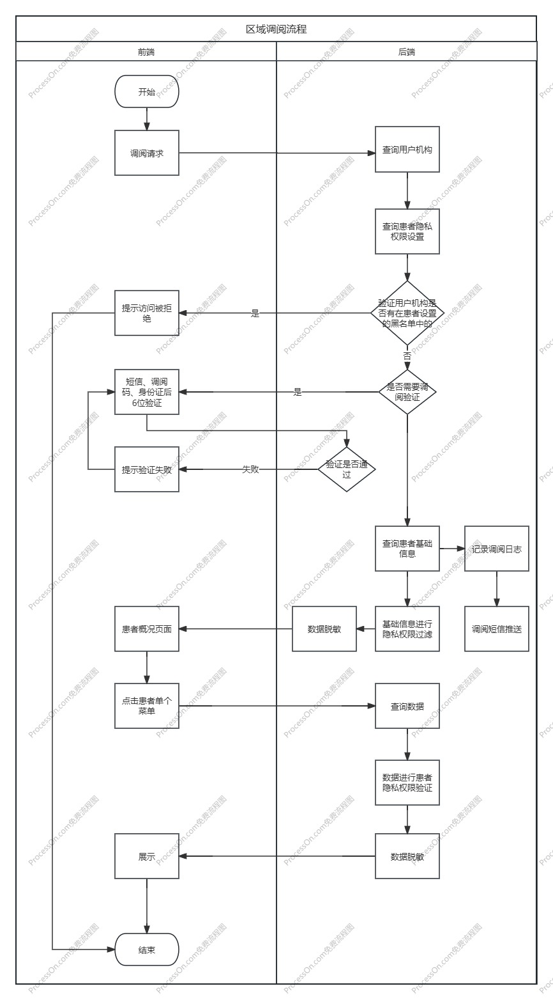 区域调阅流程
前端
后端
开始
调阅请求
查询用户机构
查询患者隐私
权限设置
验证用户机构是
否有在患者设置
的黑名单中的
是
提示访问被拒
绝
否
短信、调阅
码、身份证后
6位验证
是
是否需要调
阅验证
提示验证失败
失败
验证是否通
过
查询患者基础
信息
记录调阅日志
患者概况页面
数据脱敏
基础信息进行
隐私权限过滤
调阅短信推送
点击患者单个
菜单
查询数据
数据进行患者
隐私权限验证
展示
数据脱敏
结束
ProcessOn.com免费流程图